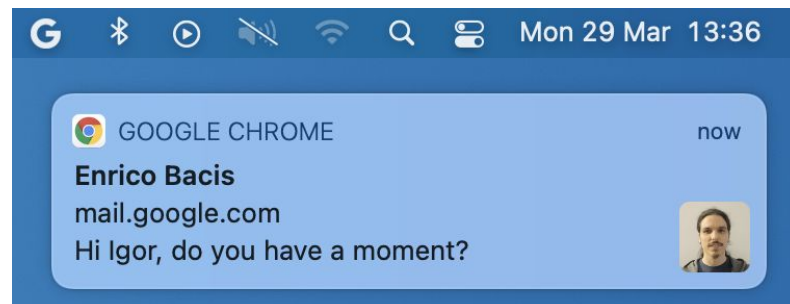 G Mon 29 Mar 13:36
GOOGLE CHROME now
Enrico Bacis
mail.google.com
Hi Igor, do you have a moment?